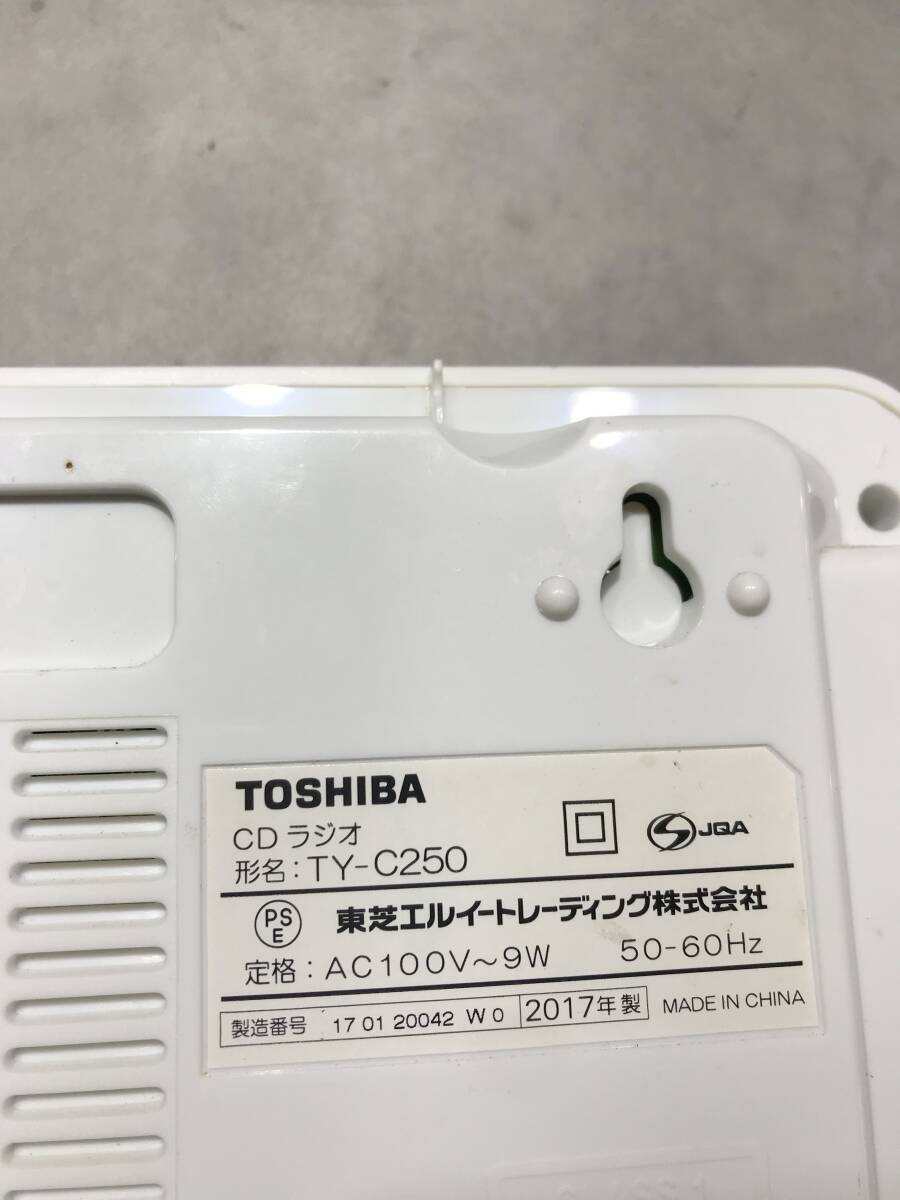 TOSHIBA
CD ラジオ
形名：TY-C250
JQA
PS
E
東芝エルイートレーディング株式会社
定格：AC100V～9W 50-60Hz
製造番号 17 01 20042 W 0 2017年製 MADE IN CHINA